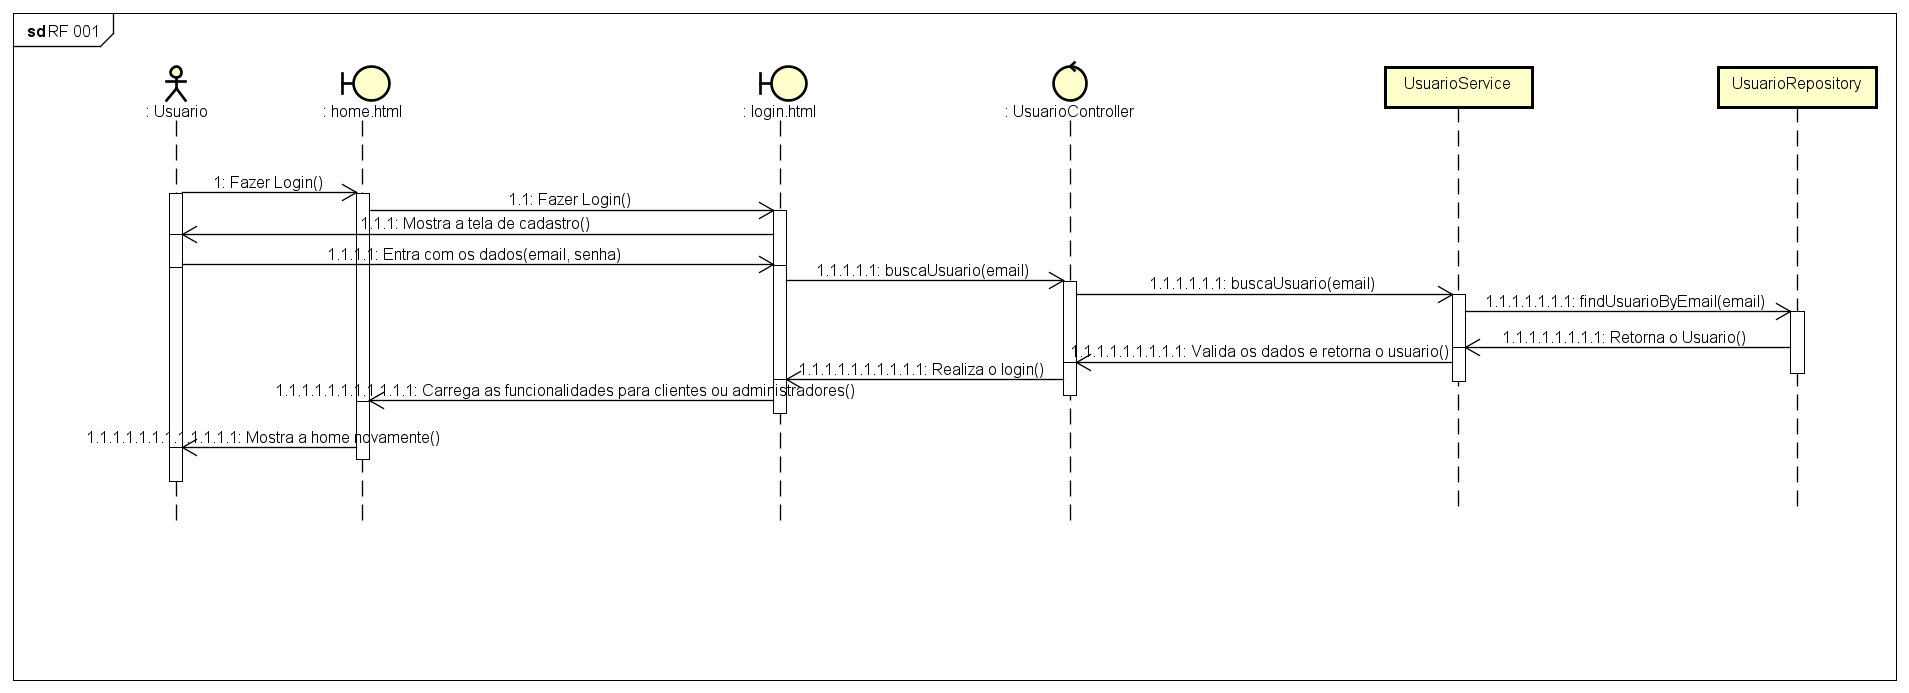 sd RF 001
: Usuario
: home.html
: login.html
: UsuarioController
UsuarioService
UsuarioRepository
1: Fazer Login()
1.1: Fazer Login()
1.1.1: Mostra a tela de cadastro()
1.1.1.1: Entra com os dados(email, senha)
1.1.1.1.1: buscaUsuario(email)
1.1.1.1.1.1: buscaUsuario(email)
1.1.1.1.1.1.1: findUsuarioByEmail(email)
1.1.1.1.1.1.1.1: Retorna o Usuario()
1.1.1.1.1.1.1.1.1: Valida os dados e retorna o usuario()
1.1.1.1.1.1.1.1.1.1: Realiza o login()
1.1.1.1.1.1.1.1.1.1.1: Carrega as funcionalidades para clientes ou administradores()
1.1.1.1.1.1.1.1.1.1.1.1: Mostra a home novamente()